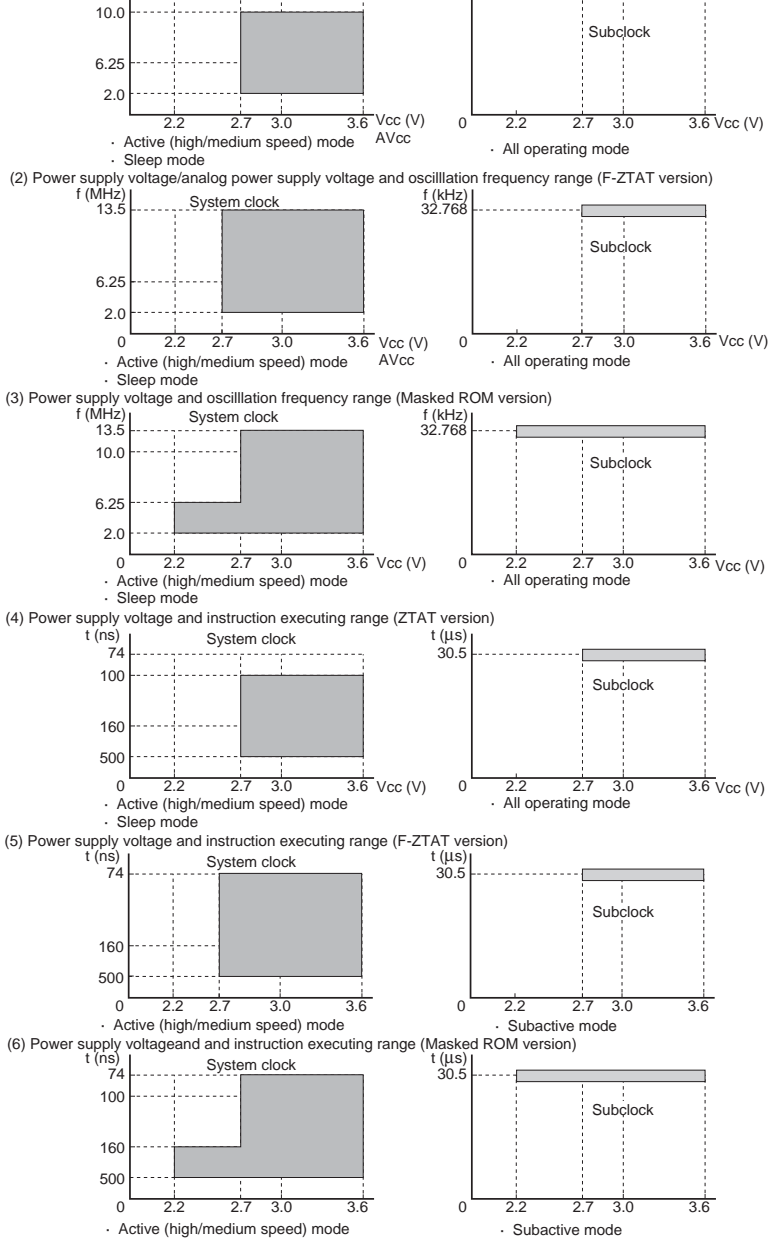 10.0
6.25
2.0
Subclock
2.2 2.7 3.0 3.6 Vcc (V)
AVcc
0 2.2 2.7 3.0 3.6 Vcc (V)
· Active (high/medium speed) mode
· Sleep mode
· All operating mode
(2) Power supply voltage/analog power supply voltage and oscilllation frequency range (F-ZTAT version)
f (MHz)
System clock
13.5
6.25
2.0
0 2.2 2.7 3.0 Vcc (V)
AVcc
· Active (high/medium speed) mode
· Sleep mode
f (kHz)
32.768
Subclock
0 2.2 2.7 3.0 3.6 Vcc (V)
· All operating mode
(3) Power supply voltage and oscilllation frequency range (Masked ROM version)
f (MHz)
System clock
13.5
10.0
6.25
2.0
0 2.2 2.7 3.0 3.6 Vcc (V)
· Active (high/medium speed) mode
· Sleep mode
f (kHz)
32.768
Subclock
0 2.2 2.7 3.0 3.6 Vcc (V)
· All operating mode
(4) Power supply voltage and instruction executing range (ZTAT version)
t (ns)
System clock
74
100
160
500
0 2.2 2.7 3.0 3.6 Vcc (V)
· Active (high/medium speed) mode
· Sleep mode
t (µs)
30.5
Subclock
0 2.2 2.7 3.0 3.6 Vcc (V)
· All operating mode
(5) Power supply voltage and instruction executing range (F-ZTAT version)
t (ns)
System clock
74
160
500
0 2.2 2.7 3.0 3.6
· Active (high/medium speed) mode
t (µs)
30.5
Subclock
0 2.2 2.7 3.0 3.6
· Subactive mode
(6) Power supply voltageand and instruction executing range (Masked ROM version)
t (ns)
System clock
74
100
160
500
0 2.2 2.7 3.0 3.6
· Active (high/medium speed) mode
t (µs)
30.5
Subclock
0 2.2 2.7 3.0 3.6
· Subactive mode